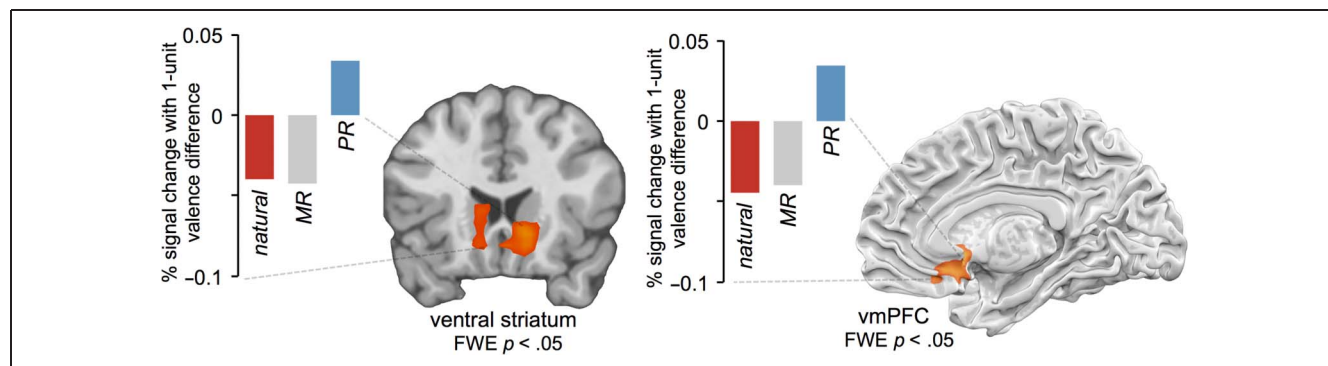 % signal change with 1-unit
valence difference
0.05
0
−0.1
natural
MR
PR
ventral striatum
FWE p < .05
% signal change with 1-unit
valence difference
0.05
0
−0.1
natural
MR
PR
vmPFC
FWE p < .05